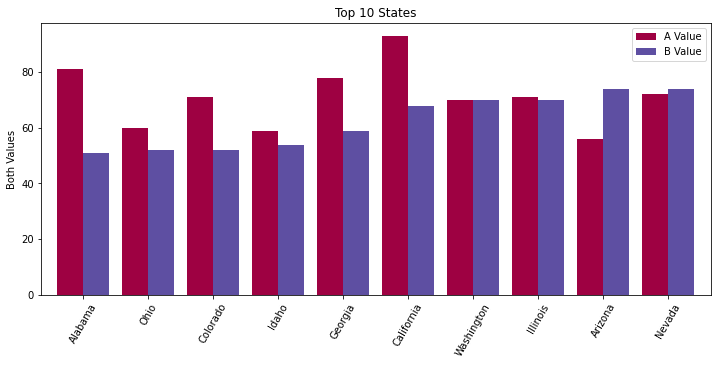 Top 10 States
A Value
B Value
Both Values
80
60
40
20
0
Alabama
Ohio
Colorado
Idaho
Georgia
California
Washington
Illinois
Arizona
Nevada